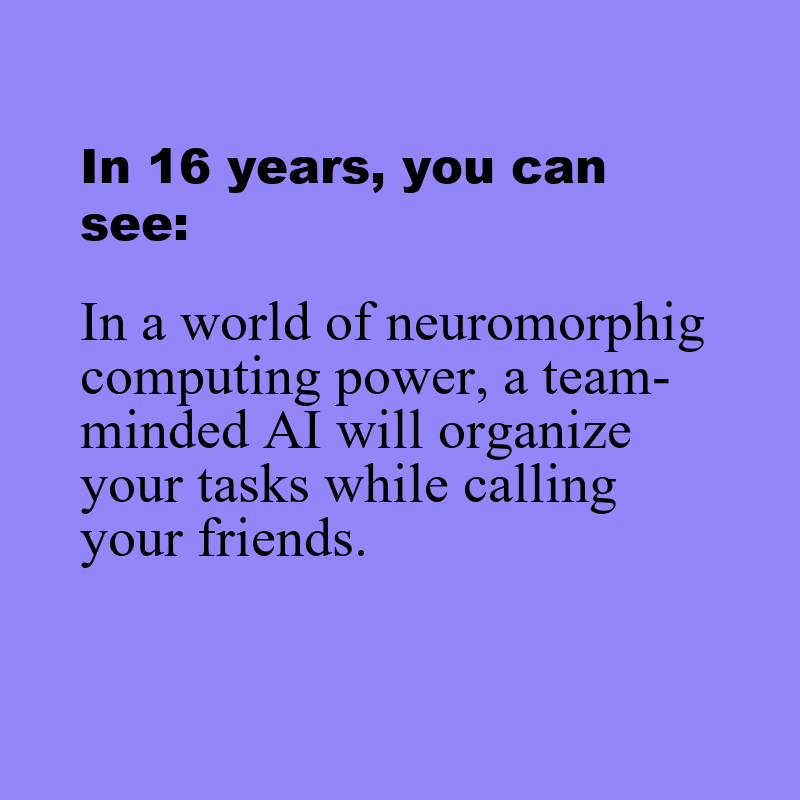 In 16 years, you can
see:
In a world of neuromorphig
computing power, a team-
minded AI will organize
your tasks while calling
your friends.